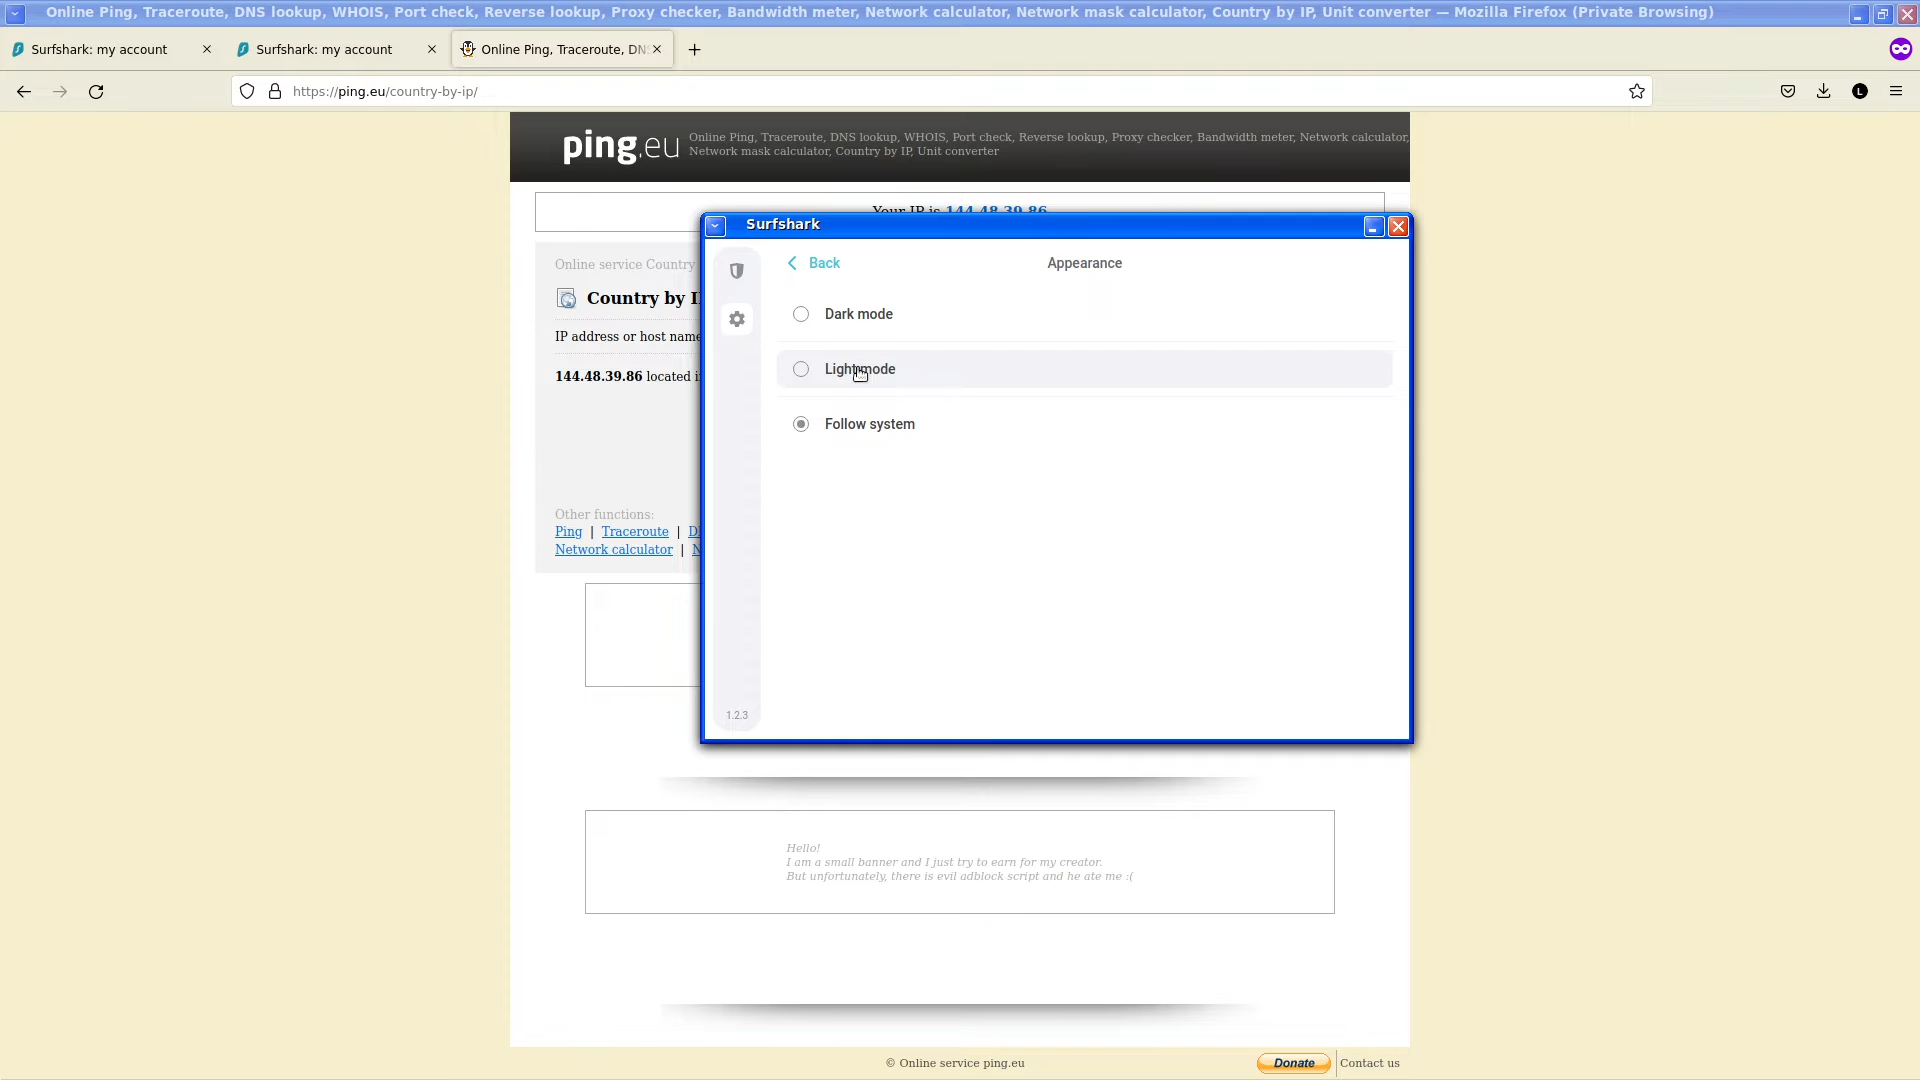 Online Ping, Traceroute, DNS lookup, WHOIS, Port check, Reverse lookup, Proxy checker, Bandwidth meter, Network calculator, Network mask calculator, Country by IP, Unit converter — Mozilla Firefox (Private Browsing)
Surfshark: my account
Surfshark: my account
Online Ping, Traceroute, DN
https://ping.eu/country-by-ip/
L
ping.eu
Online Ping, Traceroute, DNS lookup, WHOIS, Port check, Reverse lookup, Proxy checker, Bandwidth meter, Network calculator,
Network mask calculator, Country by IP, Unit converter
Your IP is 144.48.39.86
Surfshark
Back
Appearance
Dark mode
Light mode
Follow system
1.2.3
Online service Country
Country by I
IP address or host name
144.48.39.86 located i
Other functions:
Ping | Traceroute | D
Network calculator | N
Hello!
I am a small banner and I just try to earn for my creator.
But unfortunately, there is evil adblock script and he ate me :(
© Online service ping.eu
Donate
Contact us